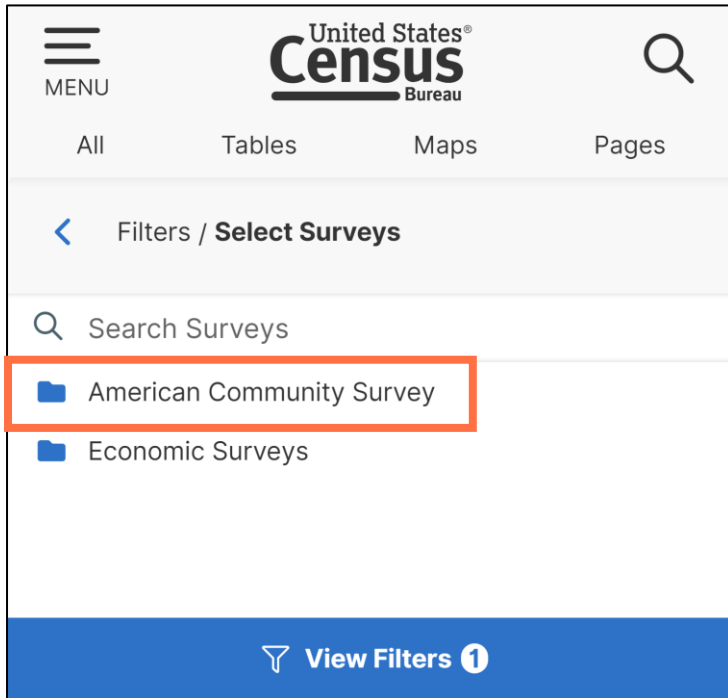 MENU
United States®
Census
Bureau
All Tables Maps Pages
Filters / Select Surveys
Search Surveys
American Community Survey
Economic Surveys
View Filters 1